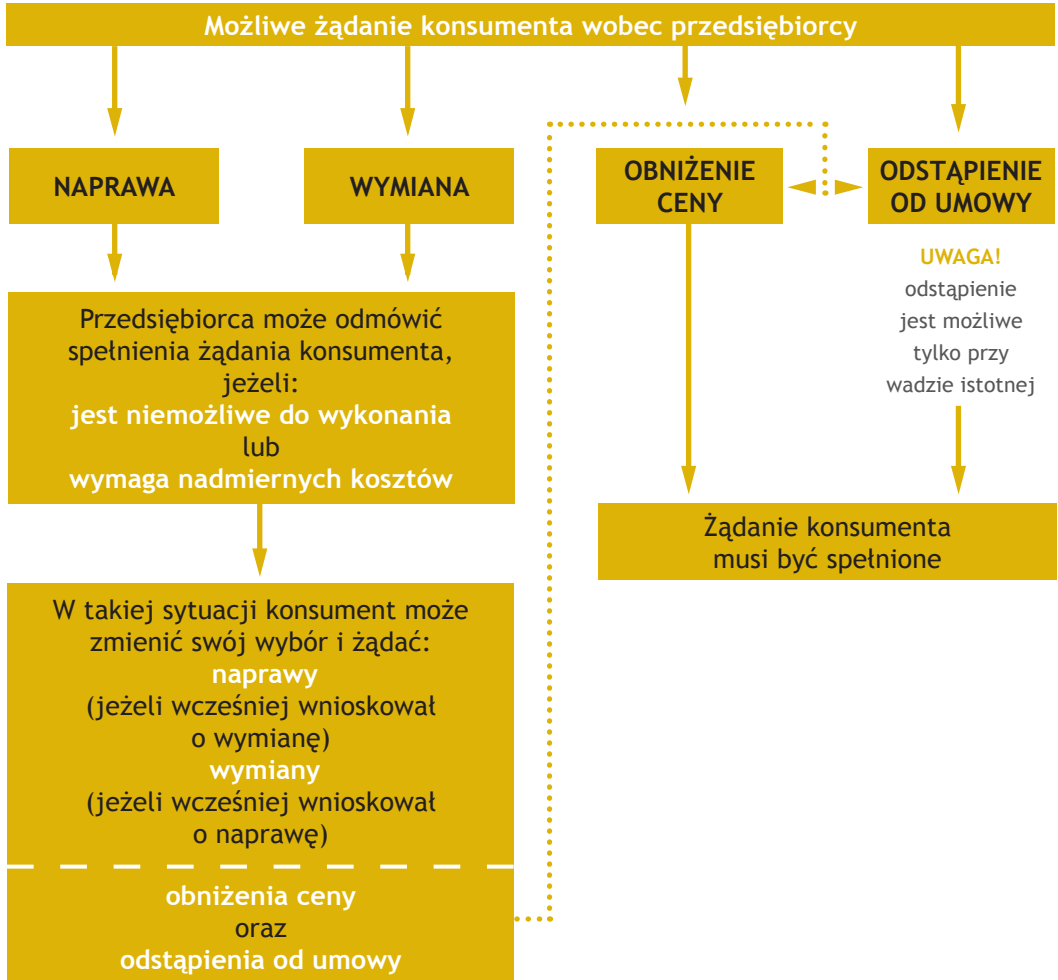 Możliwe żądanie konsumenta wobec przedsiębiorcy
NAPRAWA
WYMIANA
OBNIŻENIE
CENY
ODSTĄPIENIE
OD UMOWY
UWAGA!
odstąpienie
jest możliwe
tylko przy
wadzie istotnej
Przedsiębiorca może odmówić
spełnienia żądania konsumenta,
jeżeli:
jest niemożliwe do wykonania
lub
wymaga nadmiernych kosztów
Żądanie konsumenta
musi być spełnione
W takiej sytuacji konsument może
zmienić swój wybór i żądać:
naprawy
(jeżeli wcześniej wnioskował
o wymianę)
wymiany
(jeżeli wcześniej wnioskował
o naprawę)
obniżenia ceny
oraz
odstąpienia od umowy